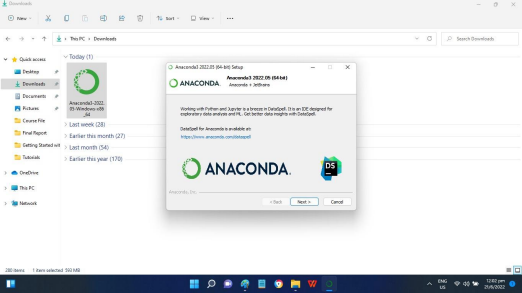 Downloads
New
Sort
View
This PC > Downloads
Search Downloads
Quick access
Desktop
Downloads
Documents
Pictures
Course File
Final Report
Getting Started wit
Tutorials
OneDrive
This PC
Network
Today (1)
Anaconda3-2022.
05-Windows-x86
_64
Last week (28)
Earlier this month (27)
Last month (54)
Earlier this year (170)
Anaconda3 2022.05 (64-bit) Setup
ANACONDA.
Anaconda3 2022.05 (64-bit)
Anaconda + JetBrains
Working with Python and Jupyter is a breeze in DataSpell. It is an IDE designed for
exploratory data analysis and ML. Get better data insights with DataSpell.
DataSpell for Anaconda is available at:
https://www.anaconda.com/dataspell
ANACONDA.
DS
Anaconda, Inc.
< Back
Next >
Cancel
280 items
1 item selected 593 MB
ENG
US
12:02 pm
21/6/2022